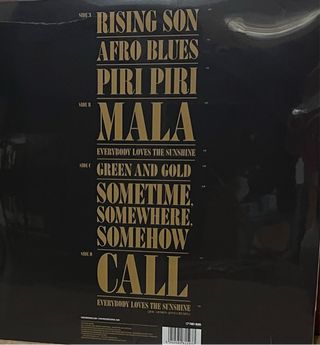 SIDE A
RISING SON
AFRO BLUES
PIRI PIRI
SIDE B
MALA
EVERYBODY LOVES THE SUNSHINE
SIDE C
GREEN AND GOLD
SOMETIME,
SOMEWHERE,
SOMEHOW
SIDE D
CALL
EVERYBODY LOVES THE SUNSHINE